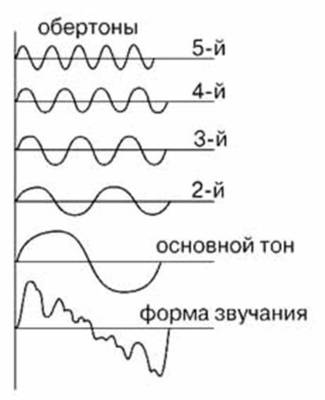 обертоны
5-й
4-й
3-й
2-й
основной тон
форма звучания